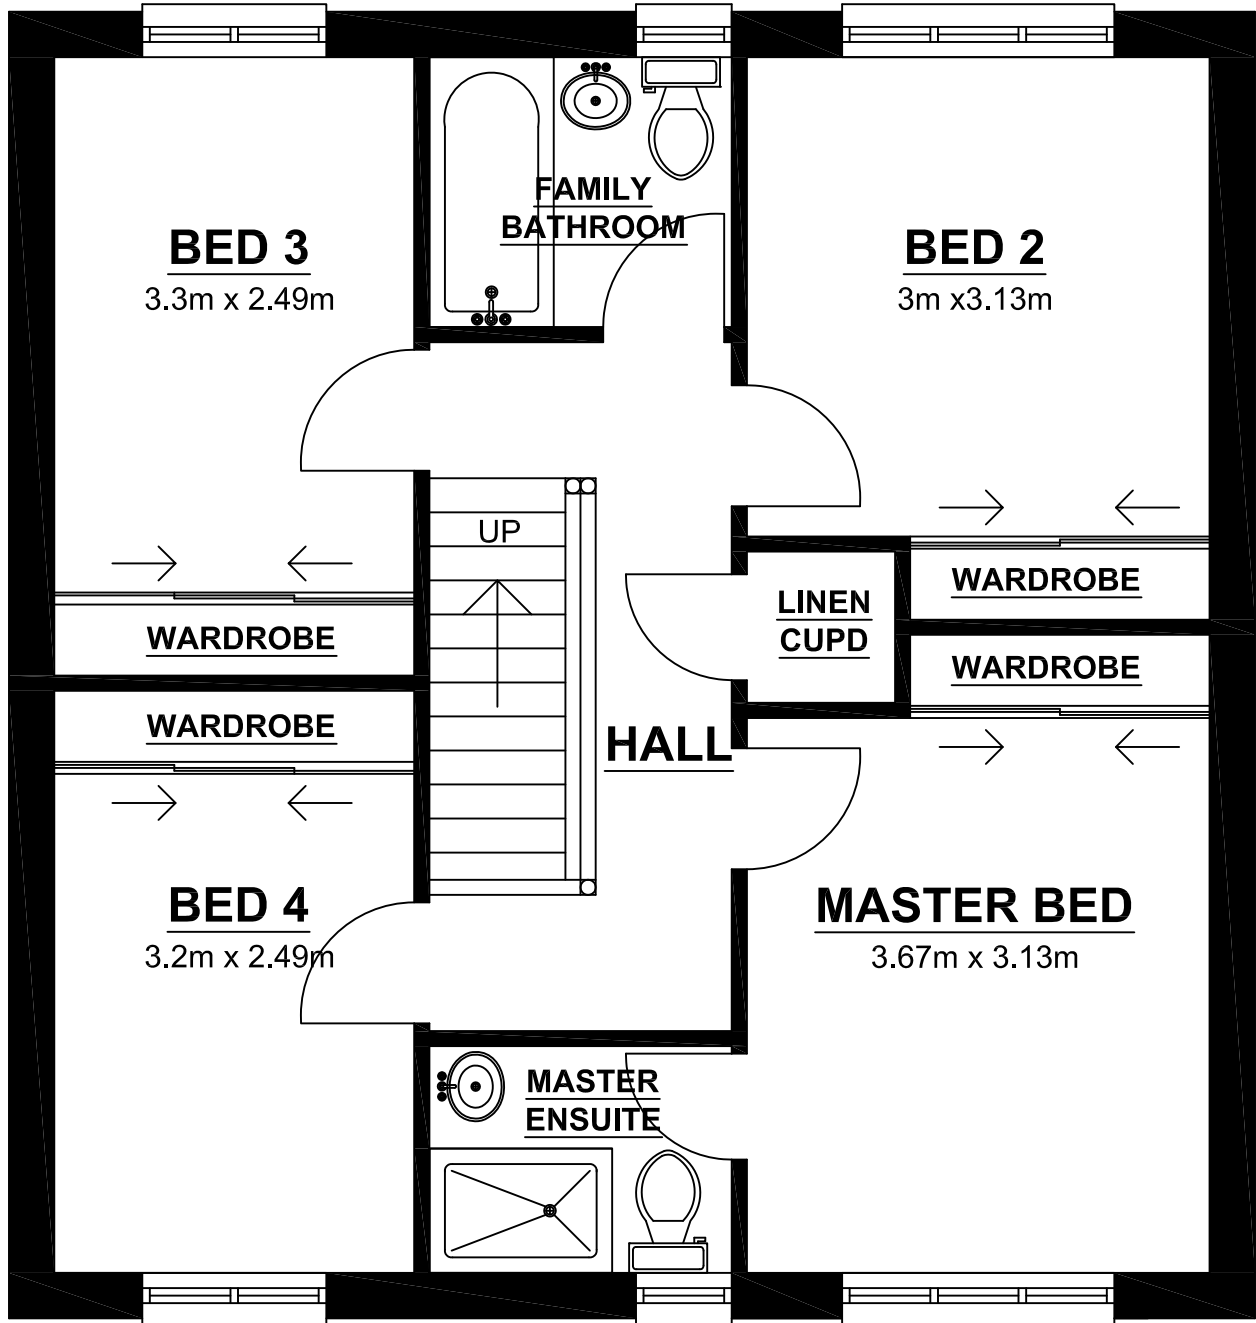 BED 3
3.3m x 2.49m
FAMILY
BATHROOM
BED 2
3m x3.13m
UP
WARDROBE
WARDROBE
LINEN
CUPD
WARDROBE
WARDROBE
HALL
BED 4
3.2m x 2.49m
MASTER BED
3.67m x 3.13m
MASTER
ENSUITE